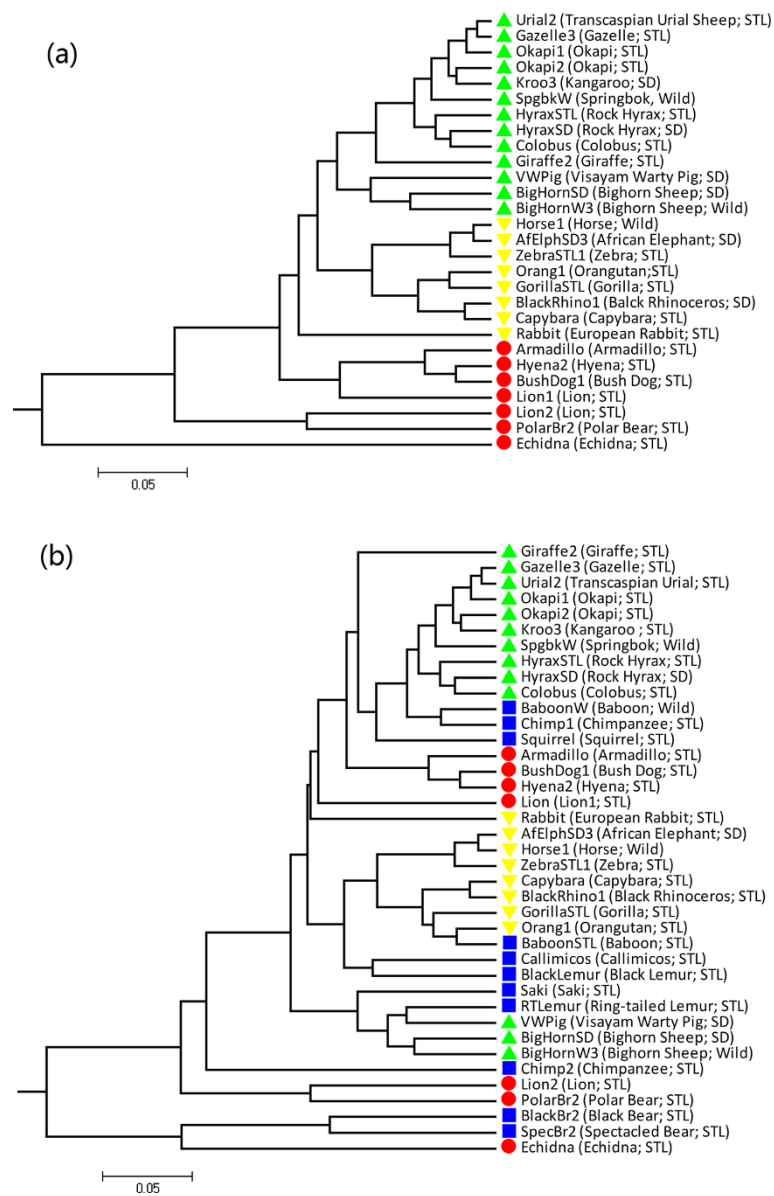 (a)
Urial2 (Transcaspian Urial Sheep; STL)
Gazelle3 (Gazelle; STL)
Okapi1 (Okapi; STL)
Okapi2 (Okapi; STL)
Kroo3 (Kangaroo; SD)
SpgbkW (Springbok, Wild)
HyraxSTL (Rock Hyrax; STL)
HyraxSD (Rock Hyrax; SD)
Colobus (Colobus; STL)
Giraffe2 (Giraffe; STL)
VWPig (Visayam Warty Pig; SD)
BigHornSD (Bighorn Sheep; SD)
BigHornW3 (Bighorn Sheep; Wild)
Horse1 (Horse; Wild)
AfElphSD3 (African Elephant; SD)
ZebraSTL1 (Zebra; STL)
Orang1 (Orangutan;STL)
GorillaSTL (Gorilla; STL)
BlackRhino1 (Balck Rhinoceros; SD)
Capybara (Capybara; STL)
Rabbit (European Rabbit; STL)
Armadillo (Armadillo; STL)
Hyena2 (Hyena; STL)
BushDog1 (Bush Dog; STL)
Lion1 (Lion; STL)
Lion2 (Lion; STL)
PolarBr2 (Polar Bear; STL)
Echidna (Echidna; STL)
0.05
(b)
Giraffe2 (Giraffe; STL)
Gazelle3 (Gazelle; STL)
Urial2 (Transcaspian Urial; STL)
Okapi1 (Okapi; STL)
Okapi2 (Okapi; STL)
Kroo3 (Kangaroo ; STL)
SpgbkW (Springbok; Wild)
HyraxSTL (Rock Hyrax; STL)
HyraxSD (Rock Hyrax; SD)
Colobus (Colobus; STL)
BaboonW (Baboon; Wild)
Chimp1 (Chimpanzee; STL)
Squirrel (Squirrel; STL)
Armadillo (Armadillo; STL)
BushDog1 (Bush Dog; STL)
Hyena2 (Hyena; STL)
Lion (Lion1; STL)
Rabbit (European Rabbit; STL)
AfElphSD3 (African Elephant; SD)
Horse1 (Horse; Wild)
ZebraSTL1 (Zebra; STL)
Capybara (Capybara; STL)
BlackRhino1 (Black Rhinoceros; STL)
GorillaSTL (Gorilla; STL)
Orang1 (Orangutan; STL)
BaboonSTL (Baboon; STL)
Callimicos (Callimicos; STL)
BlackLemur (Black Lemur; STL)
Saki (Saki; STL)
RTLemur (Ring-tailed Lemur; STL)
VWPig (Visayam Warty Pig; SD)
BigHornSD (Bighorn Sheep; SD)
BigHornW3 (Bighorn Sheep; Wild)
Chimp2 (Chimpanzee; STL)
Lion2 (Lion; STL)
PolarBr2 (Polar Bear; STL)
BlackBr2 (Black Bear; STL)
SpecBr2 (Spectacled Bear; STL)
Echidna (Echidna; STL)
0.05